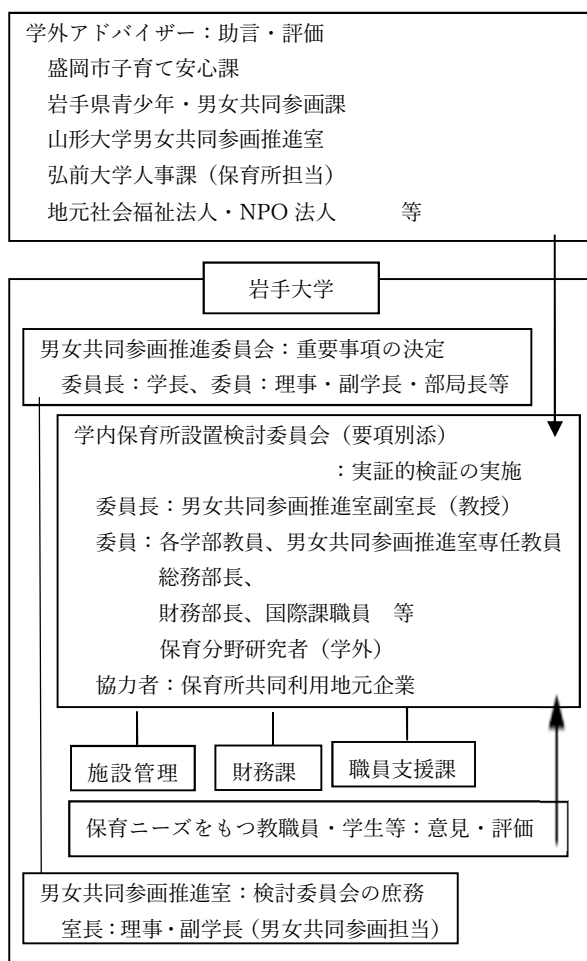 学外アドバイザー：助言・評価
盛岡市子育て安心課
岩手県青少年・男女共同参画課
山形大学男女共同参画推進室
弘前大学人事課（保育所担当）
地元社会福祉法人・NPO 法人　　　等
岩手大学
男女共同参画推進委員会：重要事項の決定
委員長：学長、委員：理事・副学長・部局長等
学内保育所設置検討委員会（要項別添）
：実証的検証の実施
委員長：男女共同参画推進室副室長（教授）
委員：各学部教員、男女共同参画推進室専任教員
総務部長、
財務部長、国際課職員　等
保育分野研究者（学外）
協力者：保育所共同利用地元企業
施設管理
財務課
職員支援課
保育ニーズをもつ教職員・学生等：意見・評価
男女共同参画推進室：検討委員会の庶務
室長：理事・副学長（男女共同参画担当）